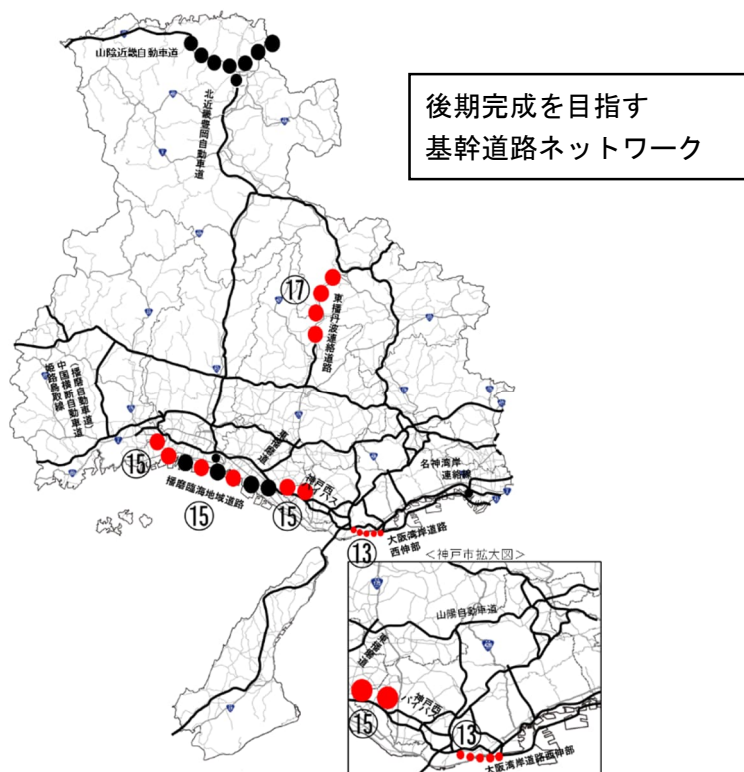 後期完成を目指す
基幹道路ネットワーク
山陰近畿自動車道
北近畿豊岡自動車道
⑰
東播丹波連絡道路
(播磨自動車道)
中国横断自動車道
姫路鳥取線
⑮
播磨臨海地域道路
⑮
⑮
神戸西
バイパス
名神湾岸
連絡線
大阪湾岸道路
西伸部
⑬
<神戸市拡大図>
山陽自動車道
神戸西
バイパス
⑮
⑬
大阪湾岸道路西伸部